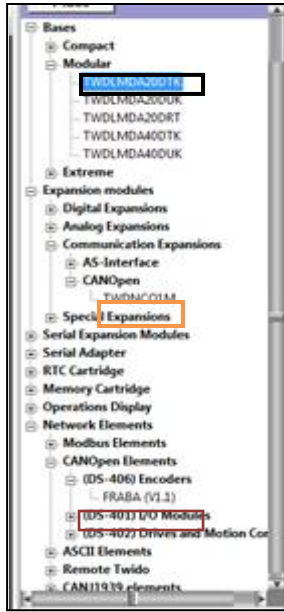 Bases
Compact
Modular
TWDLMDA20DTK
TWDLMDA20DUK
TWDLMDA20DRT
TWDLMDA40DTK
TWDLMDA40DUK
Extreme
Expansion modules
Digital Expansions
Analog Expansions
Communication Expansions
AS-Interface
CANOpen
TWDNCO1M
Special Expansions
Serial Expansion Modules
Serial Adapter
RTC Cartridge
Memory Cartridge
Operations Display
Network Elements
Modbus Elements
CANOpen Elements
(DS-406) Encoders
FRABA (V1.1)
(DS-401) I/O Modules
(DS-402) Drives and Motion Cor
ASCII Elements
Remote Twido
CANJ1939 elements